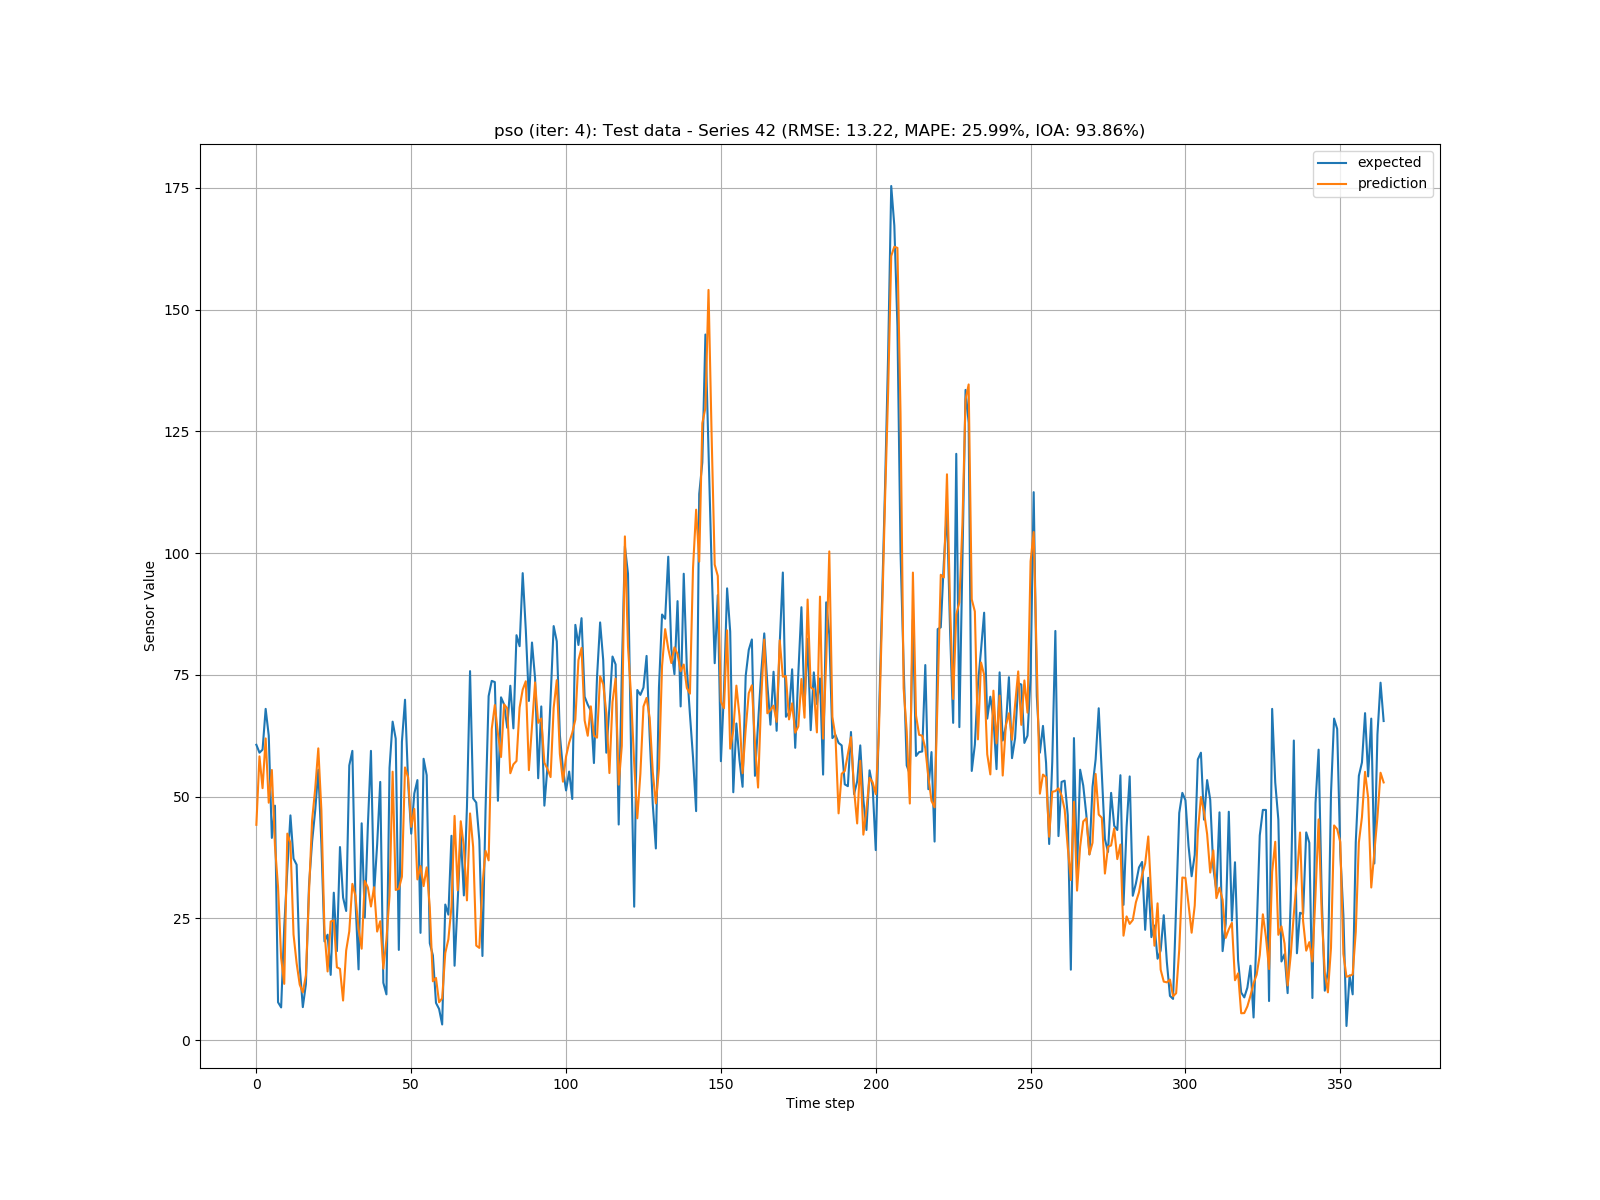 pso (iter: 4): Test data - Series 42 (RMSE: 13.22, MAPE: 25.99%, IOA: 93.86%)
expected
prediction
175
150
125
100
75
50
25
0
Sensor Value
0 50 100 150 200 250 300 350
Time step